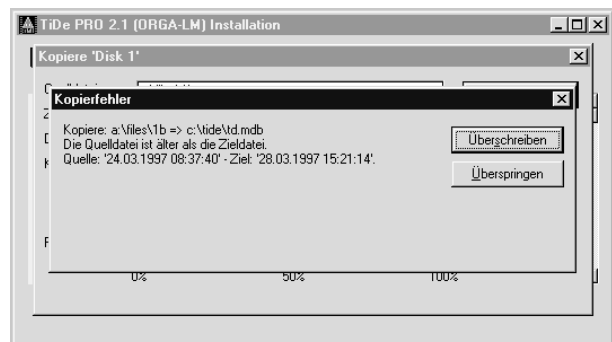 TiDe PRO 2.1 (ORGA-LM) Installation
Kopiere 'Disk 1'
Kopierfehler
Kopiere: a:\files\1b => c:\tide\td.mdb
Die Quelldatei ist älter als die Zieldatei.
Quelle: '24.03.1997 08:37:40' - Ziel: '28.03.1997 15:21:14'.
Überschreiben
Überspringen
0% 50% 100%